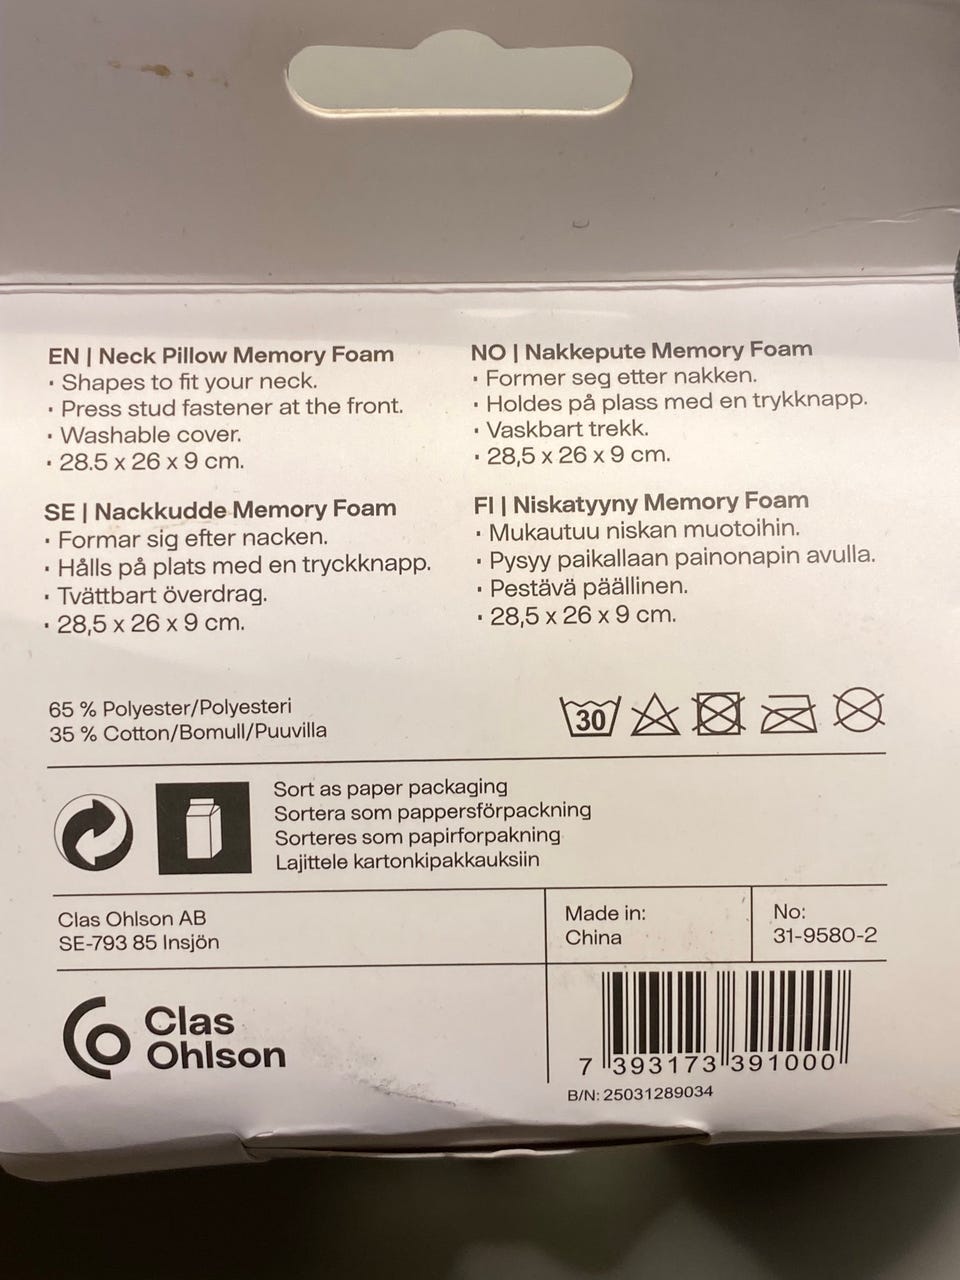 EN | Neck Pillow Memory Foam
· Shapes to fit your neck.
· Press stud fastener at the front.
· Washable cover.
· 28.5 x 26 x 9 cm.
NO | Nakkepute Memory Foam
· Former seg etter nakken.
· Holdes på plass med en trykknapp.
· Vaskbart trekk.
· 28,5 x 26 x 9 cm.
SE | Nackkudde Memory Foam
· Formar sig efter nacken.
· Hålls på plats med en tryckknapp.
· Tvättbart överdrag.
· 28,5 x 26 x 9 cm.
FI | Niskatyyny Memory Foam
· Mukautuu niskan muotoihin.
· Pysyy paikallaan painonapin avulla.
· Pestävä päällinen.
· 28,5 x 26 x 9 cm.
65 % Polyester/Polyesteri
35 % Cotton/Bomull/Puuvilla
30
Sort as paper packaging
Sortera som pappersförpackning
Sorteres som papirforpakning
Lajittele kartonkipakkauksiin
Clas Ohlson AB
SE-793 85 Insjön
Made in:
China
No:
31-9580-2
Clas
Ohlson
7 393173 391000
B/N: 25031289034